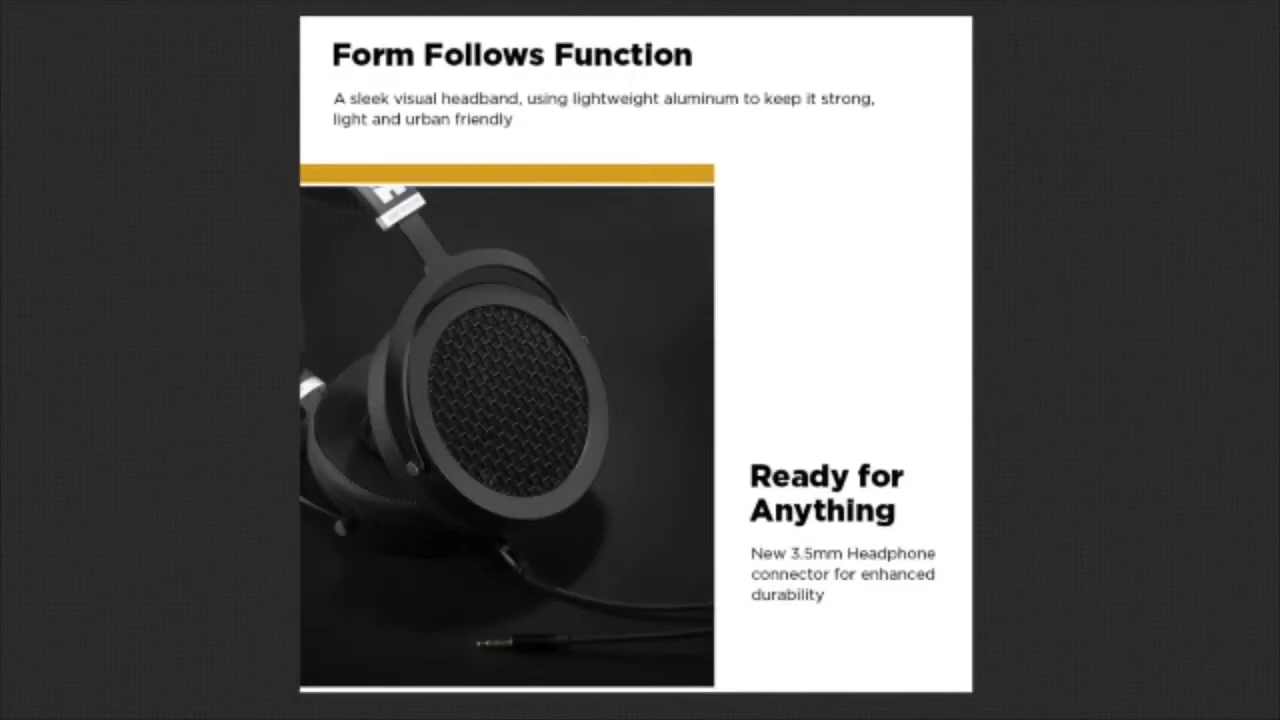 Form Follows Function
A sleek visual headband, using lightweight aluminum to keep it strong,
light and urban friendly
Ready for
Anything
New 3.5mm Headphone
connector for enhanced
durability